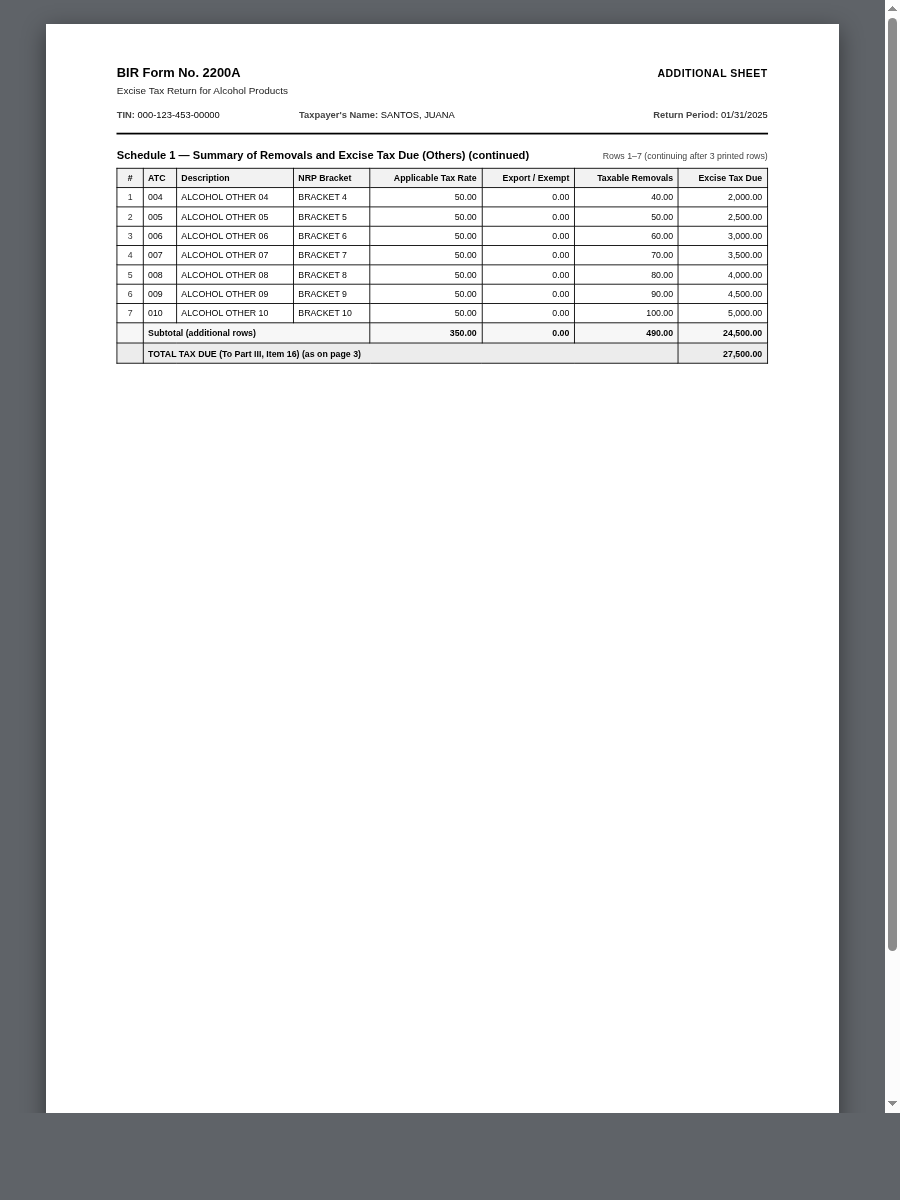 BIR Form No. 2200A
ADDITIONAL SHEET
Excise Tax Return for Alcohol Products
TIN: 000-123-453-00000 Taxpayer's Name: SANTOS, JUANA Return Period: 01/31/2025
Schedule 1 — Summary of Removals and Excise Tax Due (Others) (continued) Rows 1–7 (continuing after 3 printed rows)
# ATC Description NRP Bracket Applicable Tax Rate Export / Exempt Taxable Removals Excise Tax Due
1 004 ALCOHOL OTHER 04 BRACKET 4 50.00 0.00 40.00 2,000.00
2 005 ALCOHOL OTHER 05 BRACKET 5 50.00 0.00 50.00 2,500.00
3 006 ALCOHOL OTHER 06 BRACKET 6 50.00 0.00 60.00 3,000.00
4 007 ALCOHOL OTHER 07 BRACKET 7 50.00 0.00 70.00 3,500.00
5 008 ALCOHOL OTHER 08 BRACKET 8 50.00 0.00 80.00 4,000.00
6 009 ALCOHOL OTHER 09 BRACKET 9 50.00 0.00 90.00 4,500.00
7 010 ALCOHOL OTHER 10 BRACKET 10 50.00 0.00 100.00 5,000.00
Subtotal (additional rows) 350.00 0.00 490.00 24,500.00
TOTAL TAX DUE (To Part III, Item 16) (as on page 3) 27,500.00